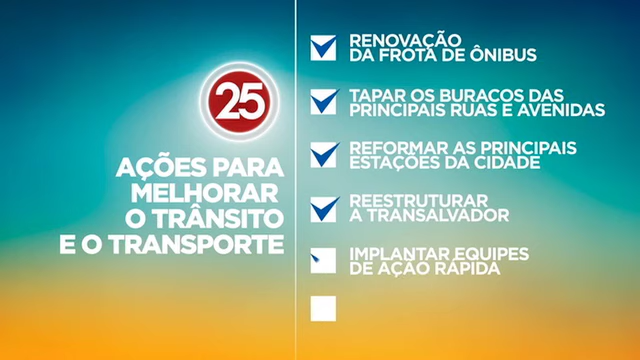 25
AÇÕES PARA
MELHORAR
O TRÂNSITO
E O TRANSPORTE
RENOVAÇÃO
DA FROTA DE ÔNIBUS
TAPAR OS BURACOS DAS
PRINCIPAIS RUAS E AVENIDAS
REFORMAR AS PRINCIPAIS
ESTAÇÕES DA CIDADE
REESTRUTURAR
A TRANSALVADOR
IMPLANTAR EQUIPES
DE AÇÃO RÁPIDA